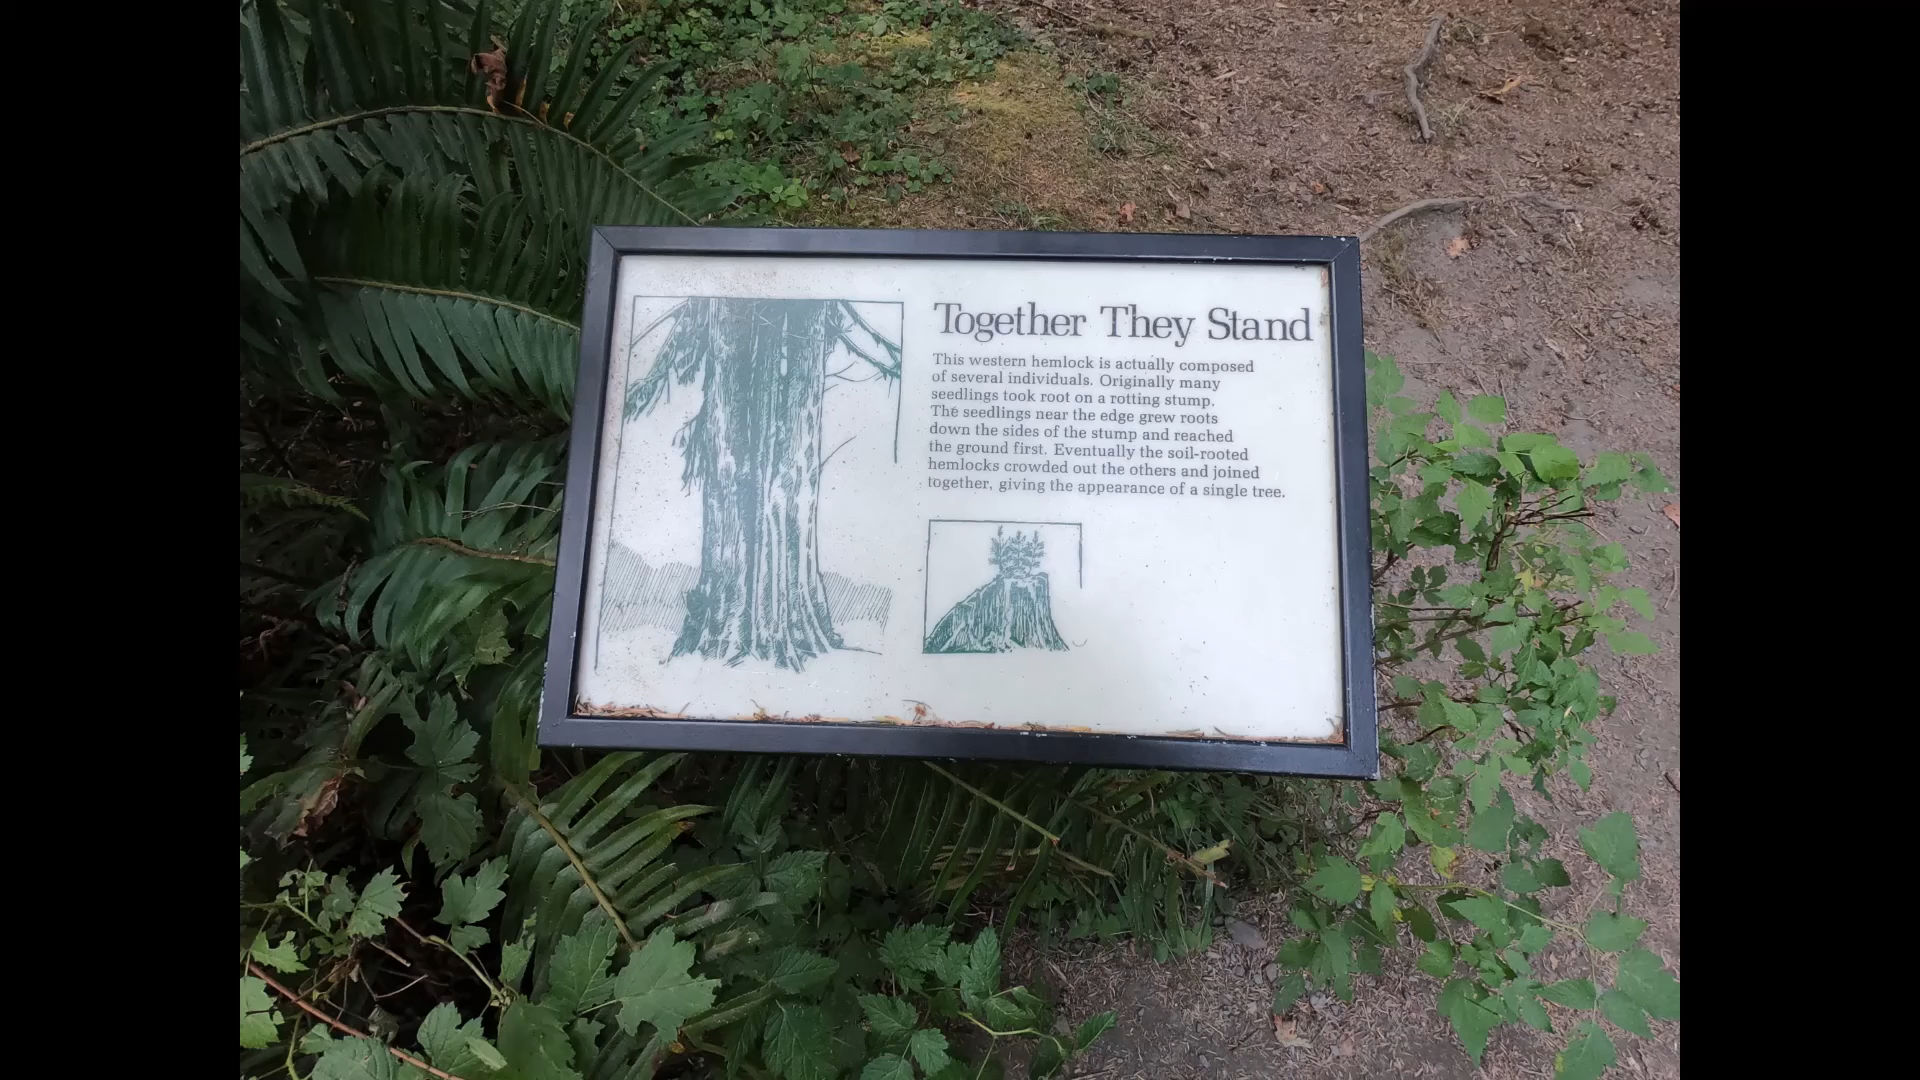 Together They Stand
This western hemlock is actually composed
of several individuals. Originally many
seedlings took root on a rotting stump.
The seedlings near the edge grew roots
down the sides of the stump and reached
the ground first. Eventually the soil-rooted
hemlocks crowded out the others and joined
together, giving the appearance of a single tree.